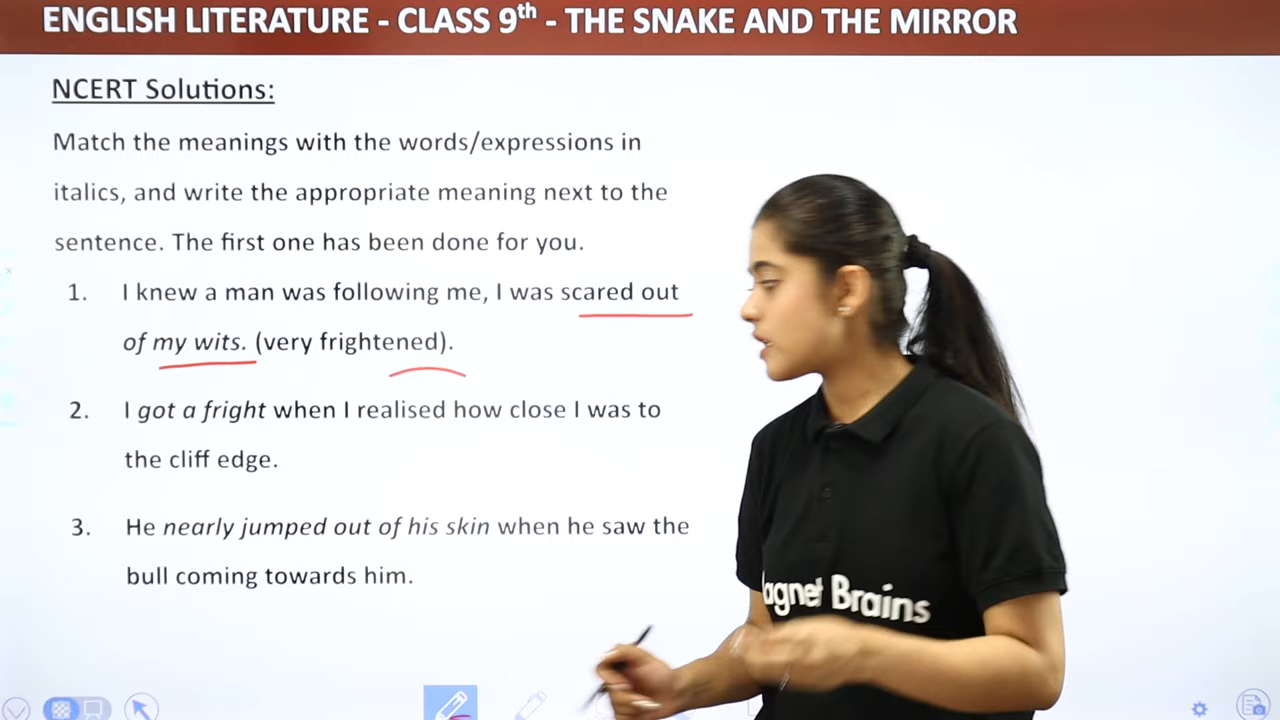 ENGLISH LITERATURE - CLASS 9th - THE SNAKE AND THE MIRROR
NCERT Solutions:
Match the meanings with the words/expressions in
italics, and write the appropriate meaning next to the
sentence. The first one has been done for you.
1. I knew a man was following me, I was scared out
of my wits. (very frightened).
2. I got a fright when I realised how close I was to
the cliff edge.
3. He nearly jumped out of his skin when he saw the
bull coming towards him.
agnet Brains